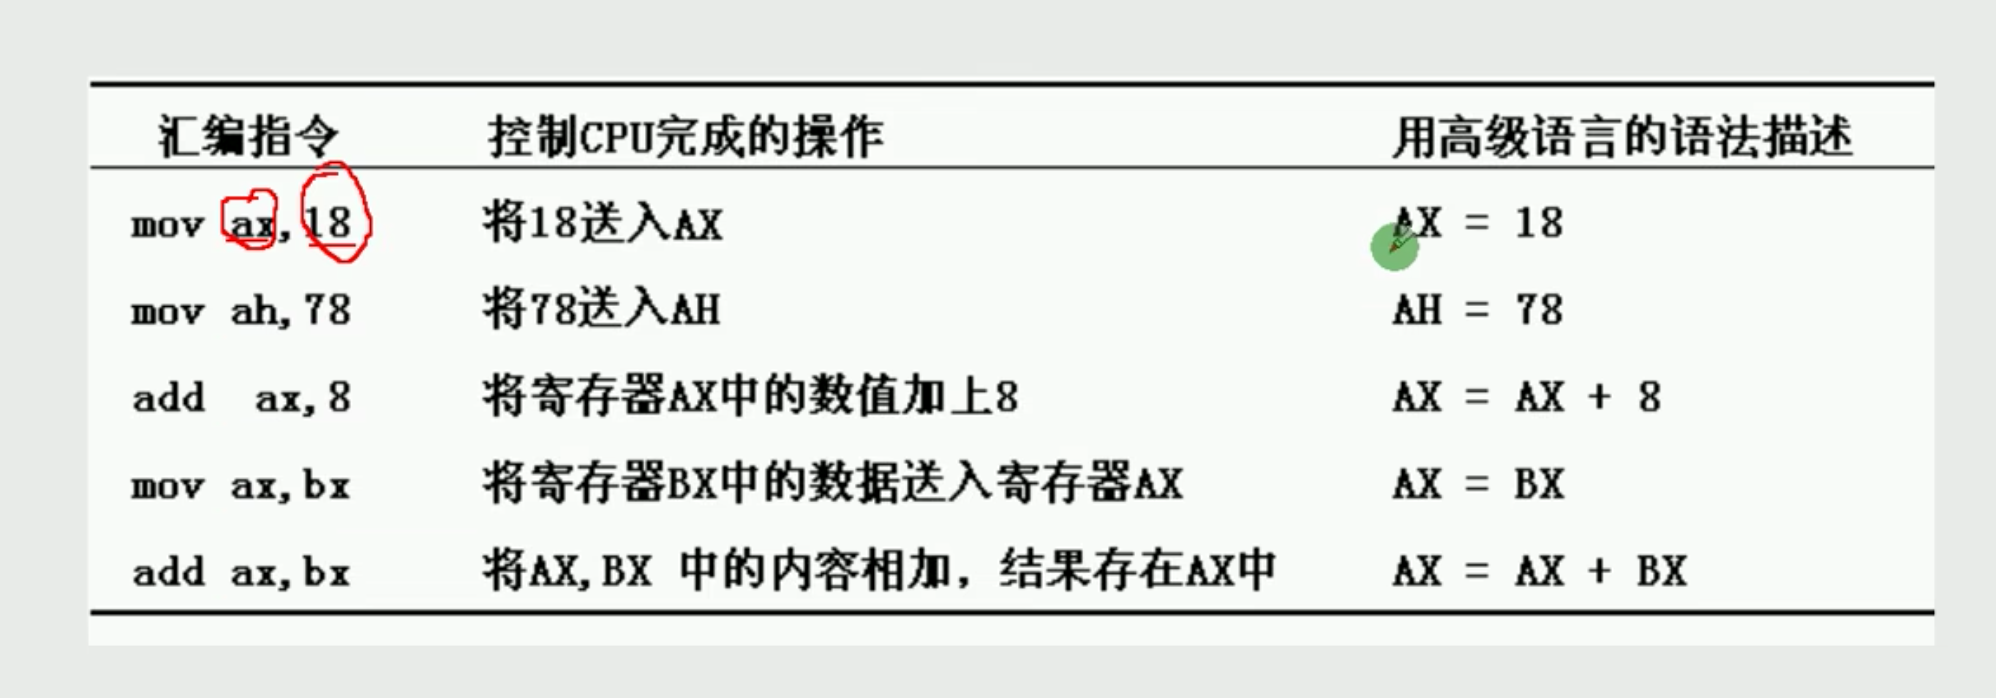 汇编指令 控制CPU完成的操作 用高级语言的语法描述
mov ax,18 将18送入AX AX = 18
mov ah,78 将78送入AH AH = 78
add ax,8 将寄存器AX中的数值加上8 AX = AX + 8
mov ax,bx 将寄存器BX中的数据送入寄存器AX AX = BX
add ax,bx 将AX,BX 中的内容相加，结果存在AX中 AX = AX + BX